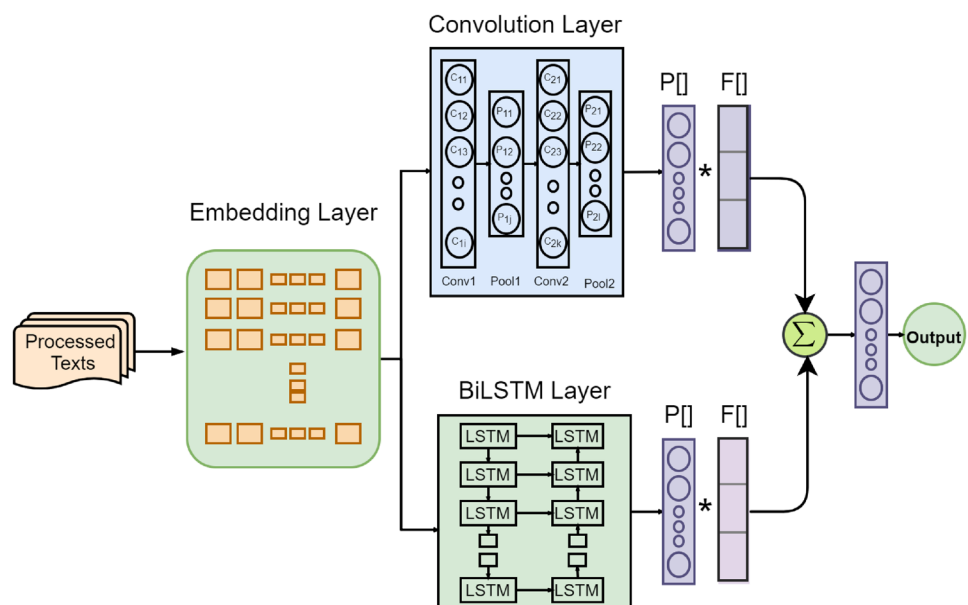 Convolution Layer
C11
C12
C13
C1i
P11
P12
P1j
C21
C22
C23
C2k
P21
P22
P2l
Conv1
Pool1
Conv2
Pool2
P[]
*
F[]
Embedding Layer
Processed
Texts
BiLSTM Layer
LSTM
LSTM
LSTM
LSTM
LSTM
LSTM
LSTM
LSTM
P[]
*
F[]
Σ
Output